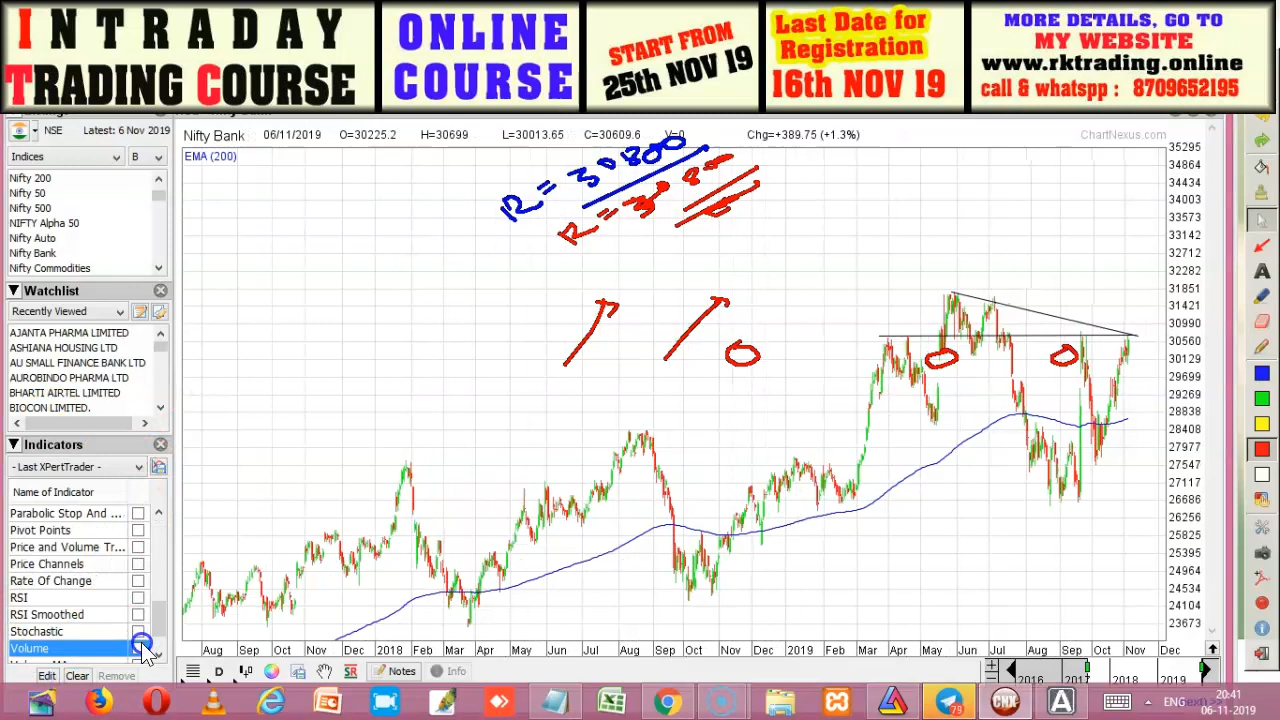 INTRADAY
TRADING COURSE
ONLINE
COURSE
START FROM
25th NOV 19
Last Date for
Registration
16th NOV 19
MORE DETAILS, GO TO
MY WEBSITE
www.rktrading.online
call & whatspp : 8709652195
NSE Latest: 6 Nov 2019
Indices B
Nifty 200
Nifty 50
Nifty 500
NIFTY Alpha 50
Nifty Auto
Nifty Bank
Nifty Commodities
Watchlist
Recently Viewed
AJANTA PHARMA LIMITED
ASHIANA HOUSING LTD
AU SMALL FINANCE BANK LTD
AUROBINDO PHARMA LTD
BHARTI AIRTEL LIMITED
BIOCON LIMITED.
Indicators
- Last XPertTrader -
Name of Indicator
Parabolic Stop And ...
Pivot Points
Price and Volume Tr...
Price Channels
Rate Of Change
RSI
RSI Smoothed
Stochastic
Volume
Edit Clear Remove
Nifty Bank 06/11/2019 O=30225.2 H=30699 L=30013.65 C=30609.6 V=0 Chg=+389.75 (+1.3%) ChartNexus.com
EMA (200)
R = 30800
35295
34864
34434
34003
33573
33142
32712
32282
31851
31421
30990
30560
30129
29699
29269
28838
28408
27977
27547
27117
26686
26256
25825
25395
24964
24534
24104
23673
Aug Sep Oct Nov Dec 2018 Feb Mar Apr May Jun Jul Aug Sep Oct Nov Dec 2019 Feb Mar Apr May Jun Jul Aug Sep Oct Nov Dec
D SR Notes Info
2016 2017 2018 2019
79
CNX
ENG
20:41
06-11-2019